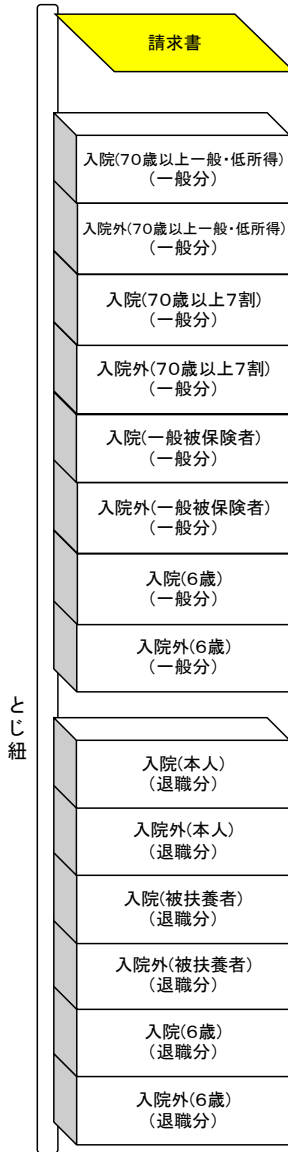 請求書
入院(70歳以上一般・低所得)
(一般分)
入院外(70歳以上一般・低所得)
(一般分)
入院(70歳以上7割)
(一般分)
入院外(70歳以上7割)
(一般分)
入院(一般被保険者)
(一般分)
入院外(一般被保険者)
(一般分)
入院(6歳)
(一般分)
入院外(6歳)
(一般分)
とじ紐
入院(本人)
(退職分)
入院外(本人)
(退職分)
入院(被扶養者)
(退職分)
入院外(被扶養者)
(退職分)
入院(6歳)
(退職分)
入院外(6歳)
(退職分)